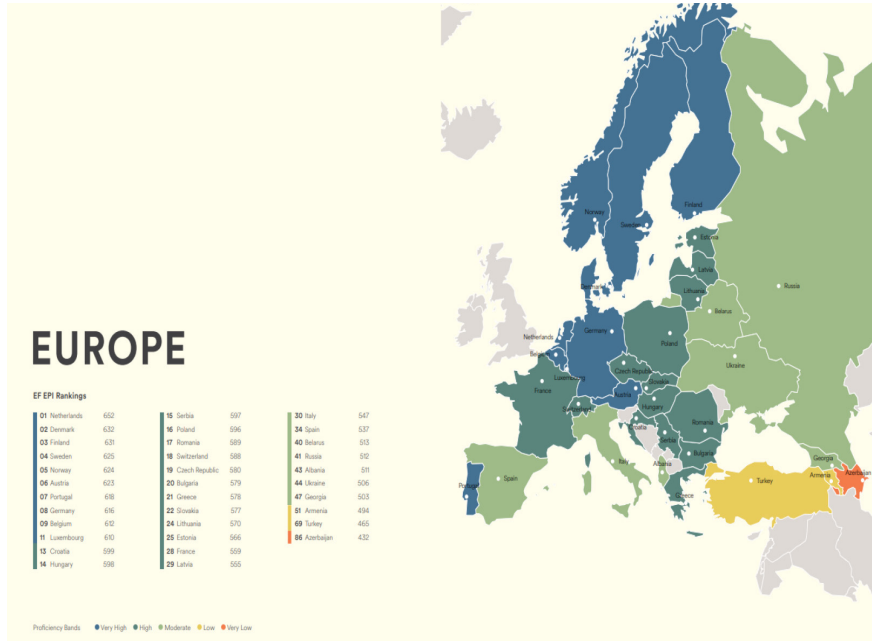 EUROPE
EF EPI Rankings
01 Netherlands 652
02 Denmark 632
03 Finland 631
04 Sweden 625
05 Norway 624
06 Austria 623
07 Portugal 618
08 Germany 616
09 Belgium 612
11 Luxembourg 610
13 Croatia 599
14 Hungary 598
15 Serbia 597
16 Poland 596
17 Romania 589
18 Switzerland 588
19 Czech Republic 580
20 Bulgaria 579
21 Greece 578
22 Slovakia 577
24 Lithuania 570
25 Estonia 566
28 France 559
29 Latvia 555
30 Italy 547
34 Spain 537
40 Belarus 513
41 Russia 512
43 Albania 511
44 Ukraine 506
47 Georgia 503
51 Armenia 494
69 Turkey 465
86 Azerbaijan 432
Proficiency Bands Very High High Moderate Low Very Low
Finland
Norway
Sweden
Estonia
Latvia
Denmark
Lithuania
Russia
Belarus
Germany
Netherlands
Poland
Belgium
Ukraine
Luxembourg
Czech Republic
Slovakia
France
Austria
Hungary
Switzerland
Croatia
Romania
Serbia
Bulgaria
Georgia
Italy
Albania
Azerbaijan
Armenia
Spain
Portugal
Turkey
Greece